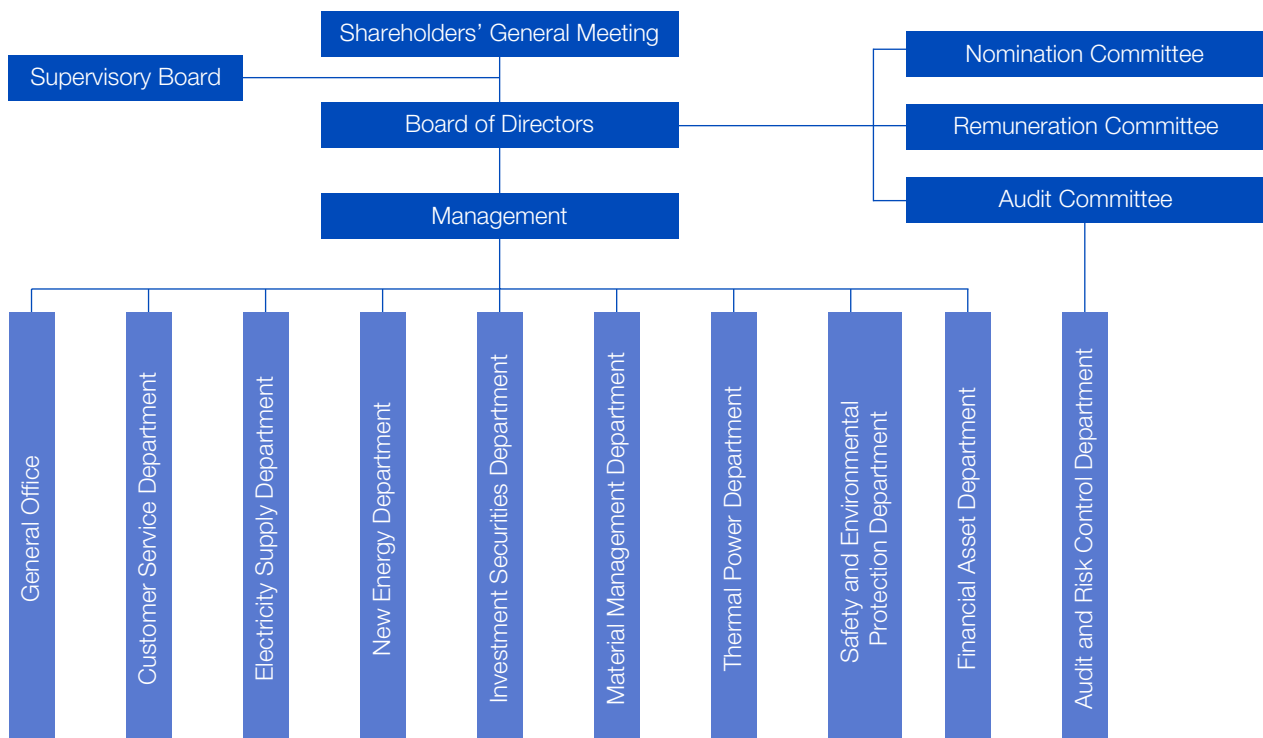 Shareholders’ General Meeting
Supervisory Board
Board of Directors
Management
Nomination Committee
Remuneration Committee
Audit Committee
General Office
Customer Service Department
Electricity Supply Department
New Energy Department
Investment Securities Department
Material Management Department
Thermal Power Department
Safety and Environmental
Protection Department
Financial Asset Department
Audit and Risk Control Department